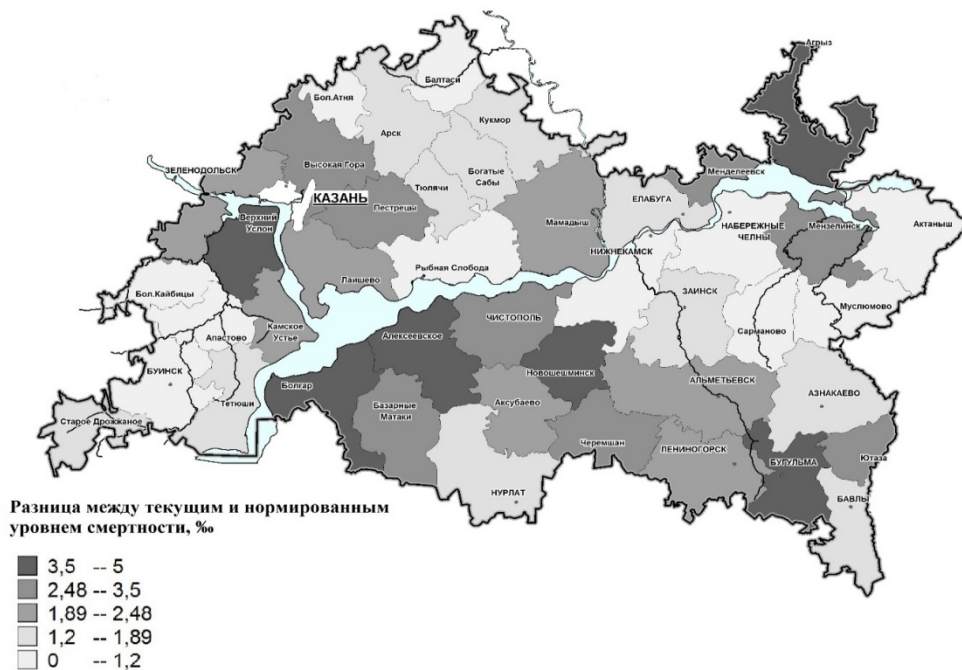 Агрыз
Балтаси
Бол.Атня
Кукмор
Арск
Высокая Гора
Богатые
Сабы
ЗЕЛЕНОДОЛЬСК
Тюлячи
Менделеевск
КАЗАНЬ
Пестрецы
ЕЛАБУГА
Верхний
Услон
Мамадыш
НАБЕРЕЖНЫЕ
ЧЕЛНЫ
Мензелинск
Актаныш
НИЖНЕКАМСК
Рыбная Слобода
Лаишево
Бол.Кайбицы
ЗАИНСК
Муслюмово
Сарманово
Камское
Устье
Апастово
ЧИСТОПОЛЬ
Алексеевское
БУИНСК
Новошешминск
АЛЬМЕТЬЕВСК
Болгар
АЗНАКАЕВО
Тетюши
Базарные
Матаки
Аксубаево
Старое Дрожжаное
Черемшан
ЛЕНИНОГОРСК
БУГУЛЬМА
Ютаза
НУРЛАТ
БАВЛЫ
Разница между текущим и нормированным
уровнем смертности, ‰
3,5 -- 5
2,48 -- 3,5
1,89 -- 2,48
1,2 -- 1,89
0 -- 1,2